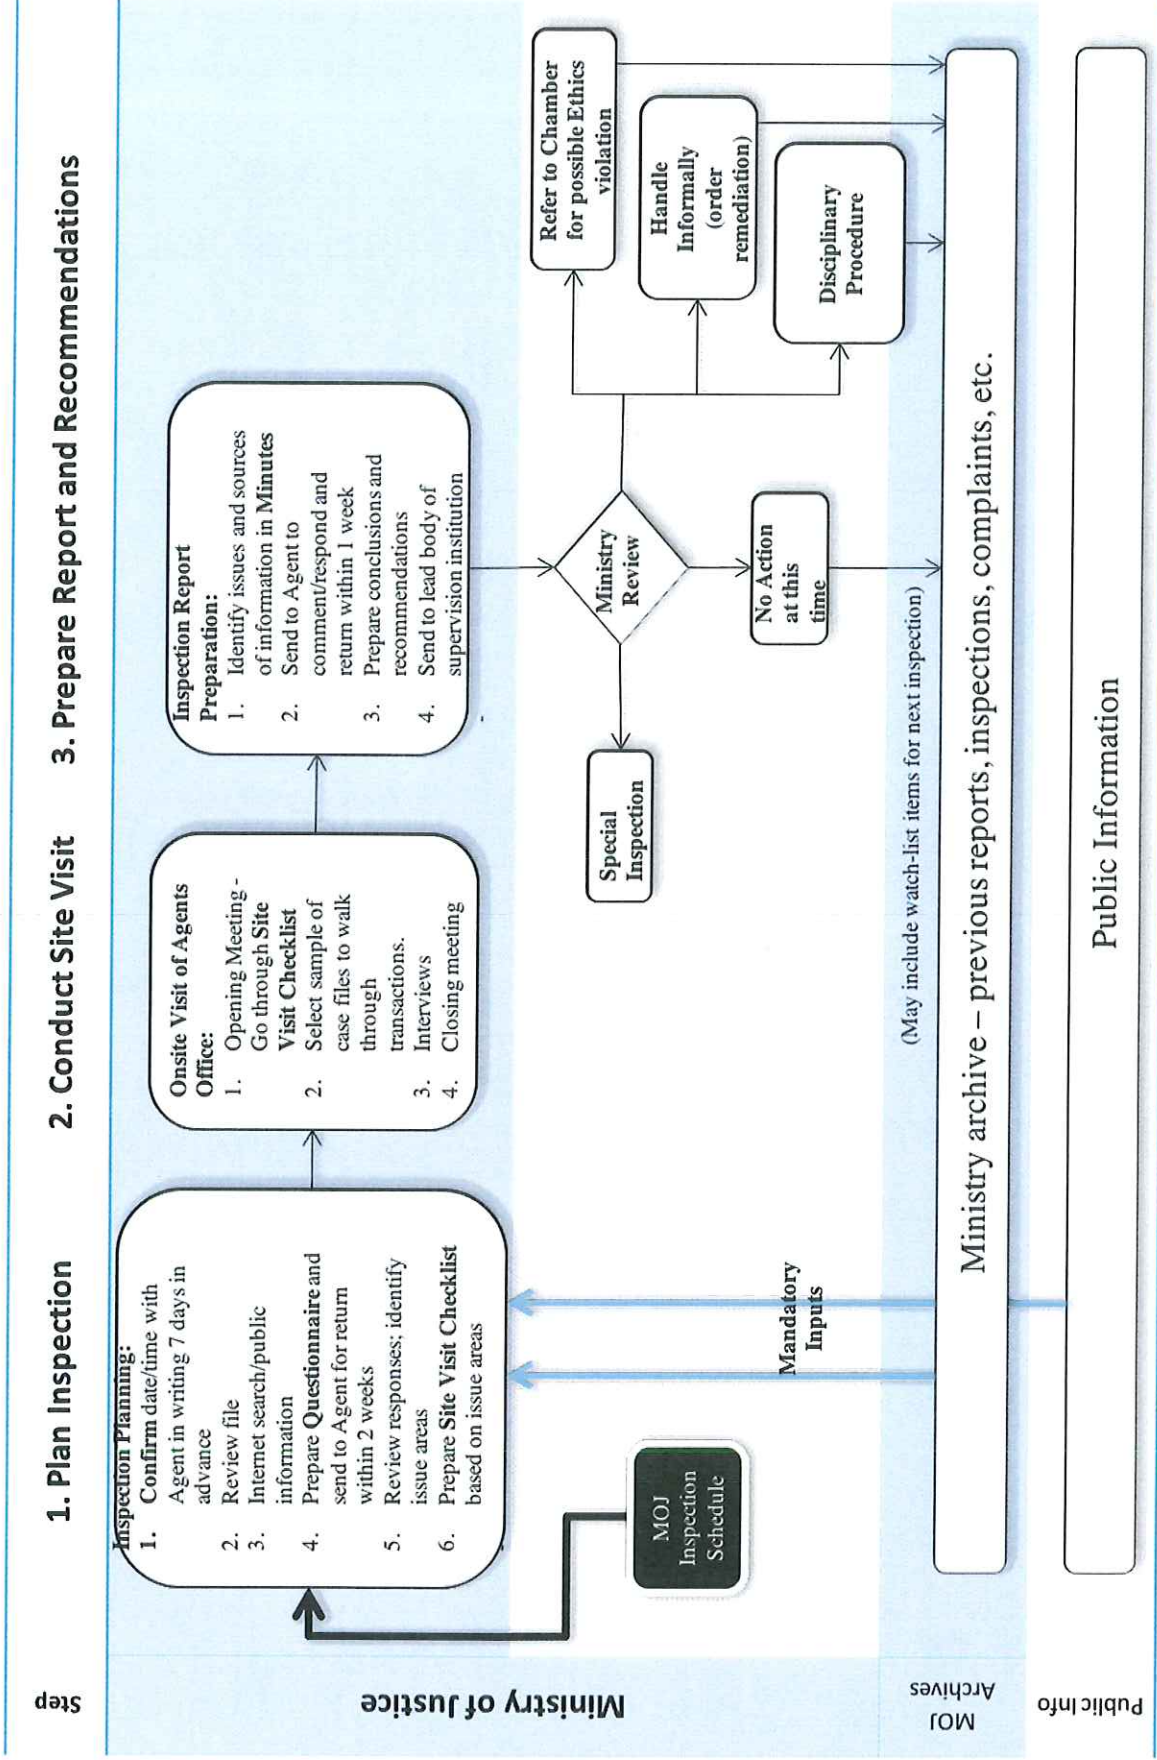 Step
1. Plan Inspection
2. Conduct Site Visit
3. Prepare Report and Recommendations
Ministry of Justice
Inspection Planning:
1. Confirm date/time with
Agent in writing 7 days in
advance
2. Review file
3. Internet search/public
information
4. Prepare Questionnaire and
send to Agent for return
within 2 weeks
5. Review responses; identify
issue areas
6. Prepare Site Visit Checklist
based on issue areas
Onsite Visit of Agents
Office:
1. Opening Meeting -
Go through Site
Visit Checklist
2. Select sample of
case files to walk
through
transactions.
3. Interviews
4. Closing meeting
Inspection Report
Preparation:
1. Identify issues and sources
of information in Minutes
2. Send to Agent to
comment/respond and
return within 1 week
3. Prepare conclusions and
recommendations
4. Send to lead body of
supervision institution
MOJ
Inspection
Schedule
Mandatory
Inputs
Special
Inspection
Ministry
Review
No Action
at this
time
Refer to Chamber
for possible Ethics
violation
Handle
Informally
(order
remediation)
Disciplinary
Procedure
MOJ
Archives
(May include watch-list items for next inspection)
Ministry archive – previous reports, inspections, complaints, etc.
Public Info
Public Information